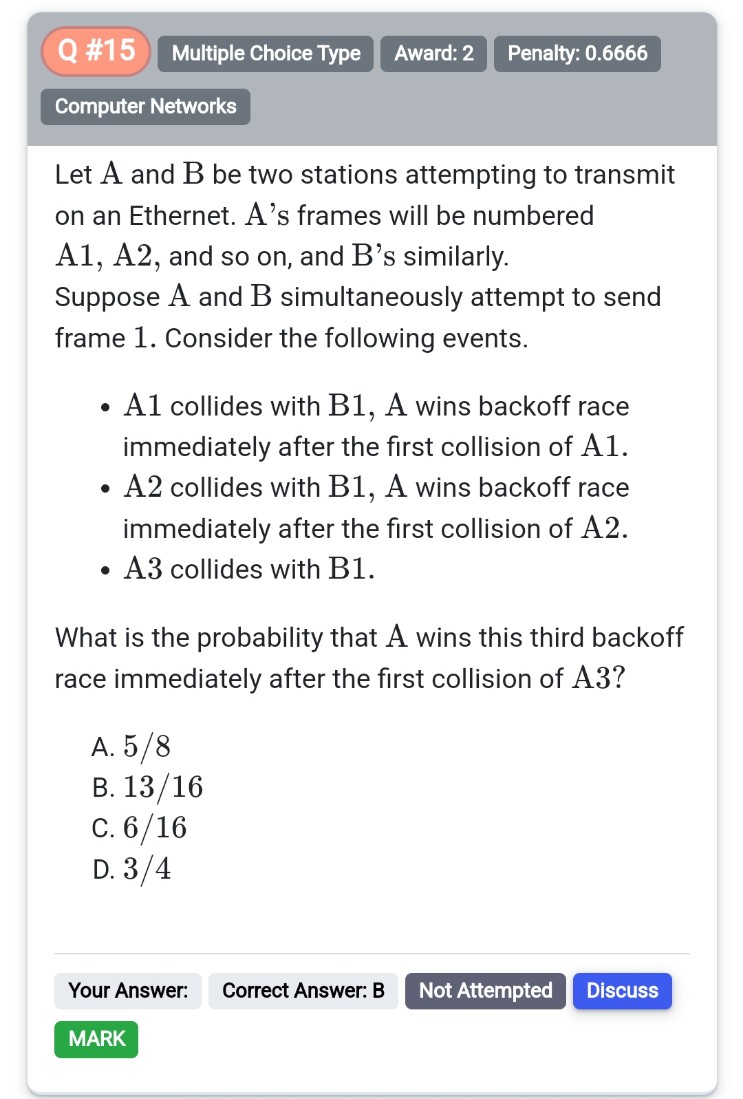 Q #15 Multiple Choice Type Award: 2 Penalty: 0.6666
Computer Networks
Let A and B be two stations attempting to transmit
on an Ethernet. A's frames will be numbered
A1, A2, and so on, and B's similarly.
Suppose A and B simultaneously attempt to send
frame 1. Consider the following events.
• A1 collides with B1, A wins backoff race
immediately after the first collision of A1.
• A2 collides with B1, A wins backoff race
immediately after the first collision of A2.
• A3 collides with B1.
What is the probability that A wins this third backoff
race immediately after the first collision of A3?
A. 5/8
B. 13/16
C. 6/16
D. 3/4
Your Answer: Correct Answer: B Not Attempted Discuss
MARK